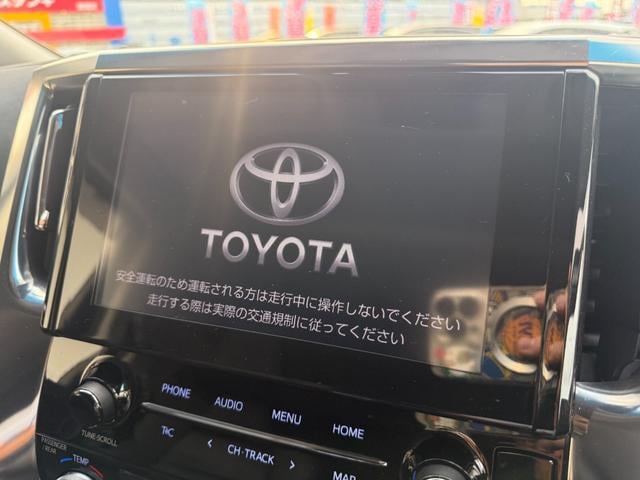 TOYOTA
安全運転のため運転される方は走行中に操作しないでください
走行する際は実際の交通規制に従ってください
PHONE AUDIO MENU HOME
TUNE·SCROLL
T/C < CH·TRACK > MAP
PASSENGER
/REAR
TEMP